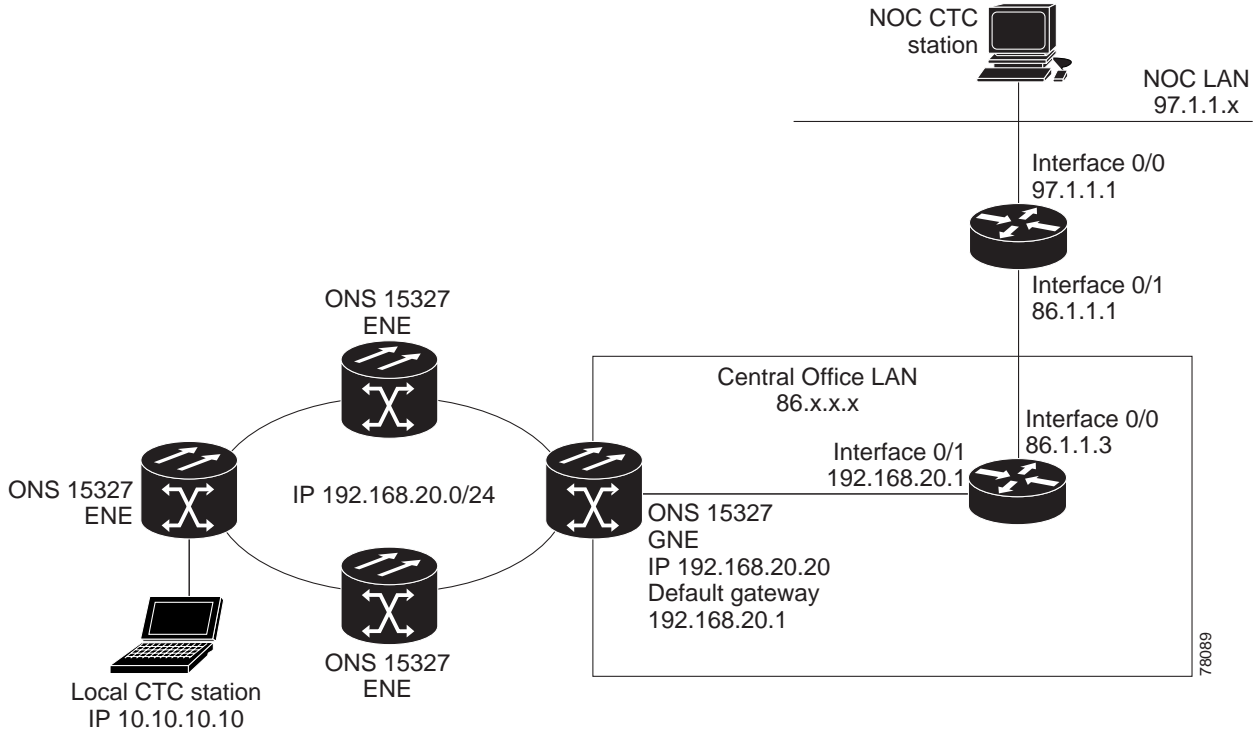 NOC CTC
station
NOC LAN
97.1.1.x
Interface 0/0
97.1.1.1
Interface 0/1
86.1.1.1
ONS 15327
ENE
Central Office LAN
86.x.x.x
Interface 0/0
86.1.1.3
Interface 0/1
192.168.20.1
ONS 15327
ENE
IP 192.168.20.0/24
ONS 15327
GNE
IP 192.168.20.20
Default gateway
192.168.20.1
ONS 15327
ENE
Local CTC station
IP 10.10.10.10
78089